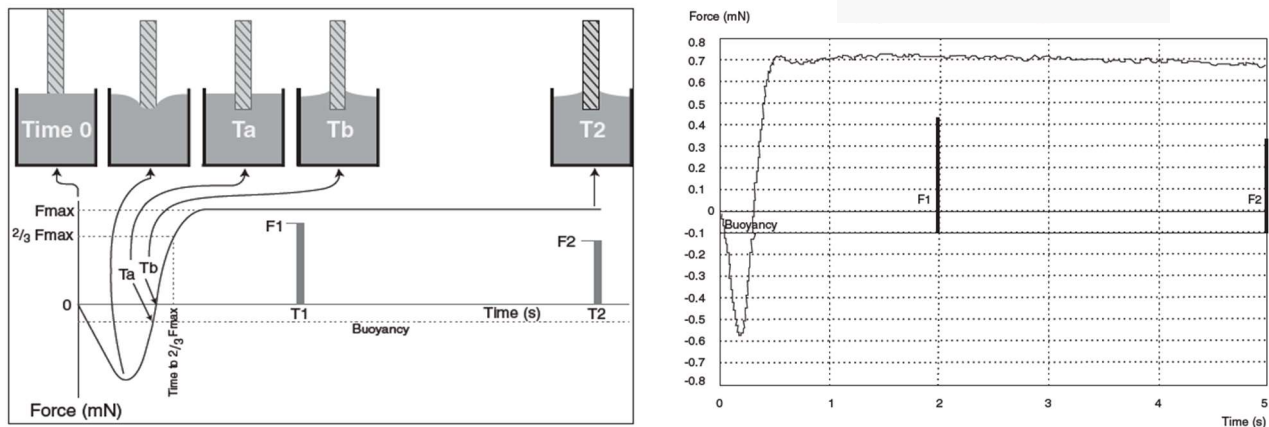 Time 0
Ta
Tb
T2
Fmax
2/3 Fmax
F1
F2
Ta
Tb
0
T1
Time (s)
T2
Buoyancy
Time to 2/3 Fmax
Force (mN)
Force (mN)
0.8
0.7
0.6
0.5
0.4
0.3
0.2
0.1
F1
F2
0
Buoyancy
-0.1
-0.2
-0.3
-0.4
-0.5
-0.6
-0.7
-0.8
0 1 2 3 4 5
Time (s)